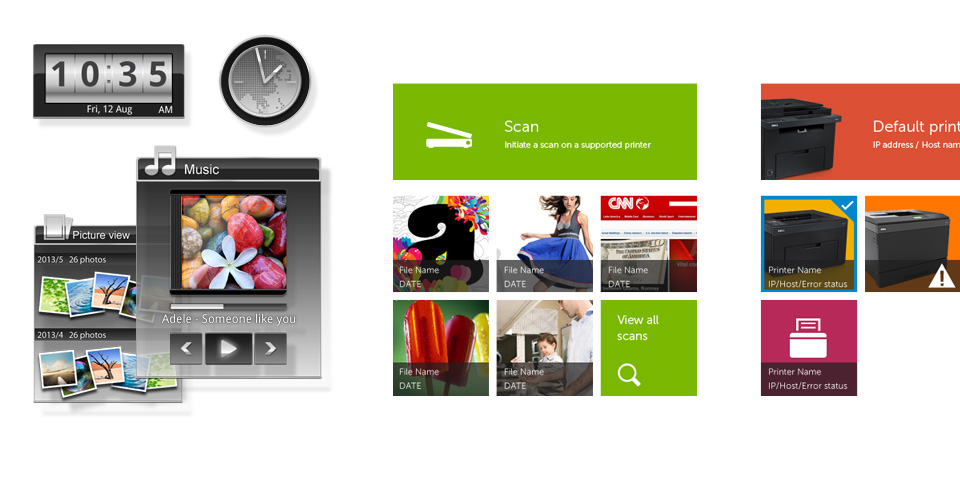 10:35
Fri, 12 Aug
AM
Music
Picture view
2013/5 26 photos
2013/4 26 photos
Adele - Someone like you
Scan
Initiate a scan on a supported printer
a
CNN
File Name
DATE
File Name
DATE
File Name
DATE
File Name
DATE
File Name
DATE
View all
scans
Default print
IP address / Host nam
Printer Name
IP/Host/Error status
Printer Name
IP/Host/Error status